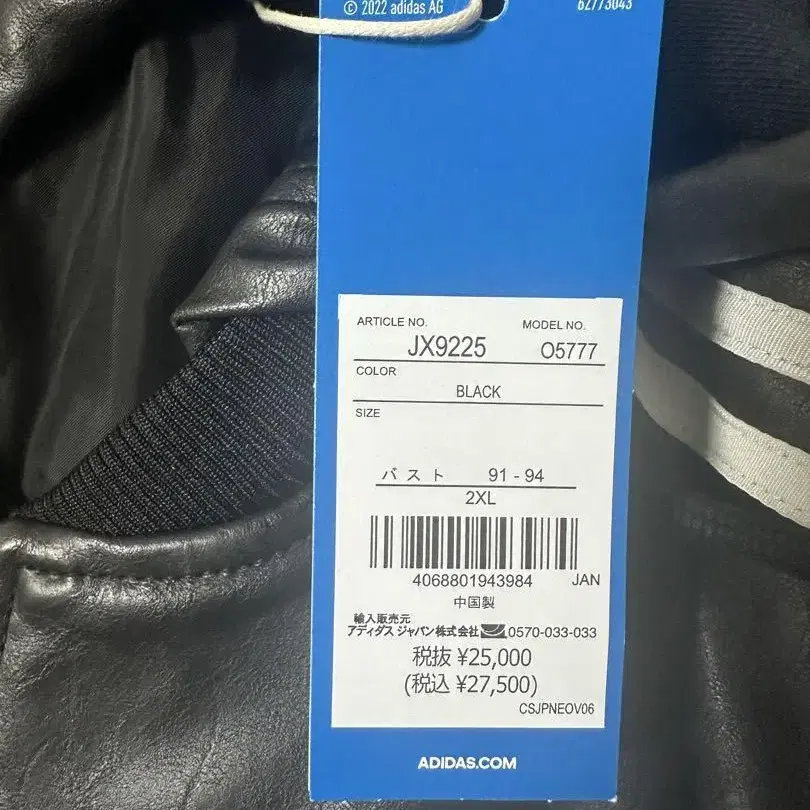 © 2022 adidas AG
62773043
ARTICLE NO. MODEL NO.
JX9225 O5777
COLOR
BLACK
SIZE
バスト 91 - 94
2XL
4068801943984 JAN
中国製
輸入販売元
アディダス ジャパン株式会社 0570-033-033
税抜 ¥25,000
(税込 ¥27,500)
CSJPNEOV06
ADIDAS.COM